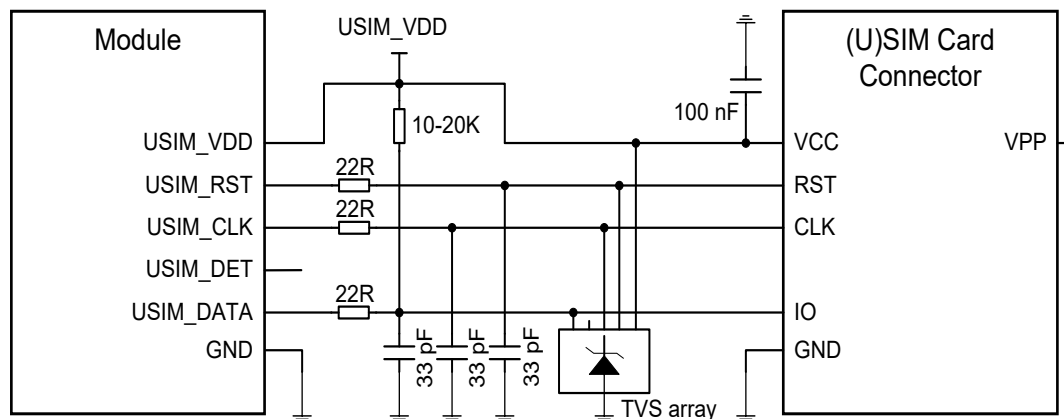 Module
USIM_VDD
(U)SIM Card
Connector
10-20K
100 nF
USIM_VDD
VCC
VPP
22R
USIM_RST
RST
22R
USIM_CLK
CLK
USIM_DET
22R
USIM_DATA
IO
GND
GND
33 pF
33 pF
33 pF
TVS array